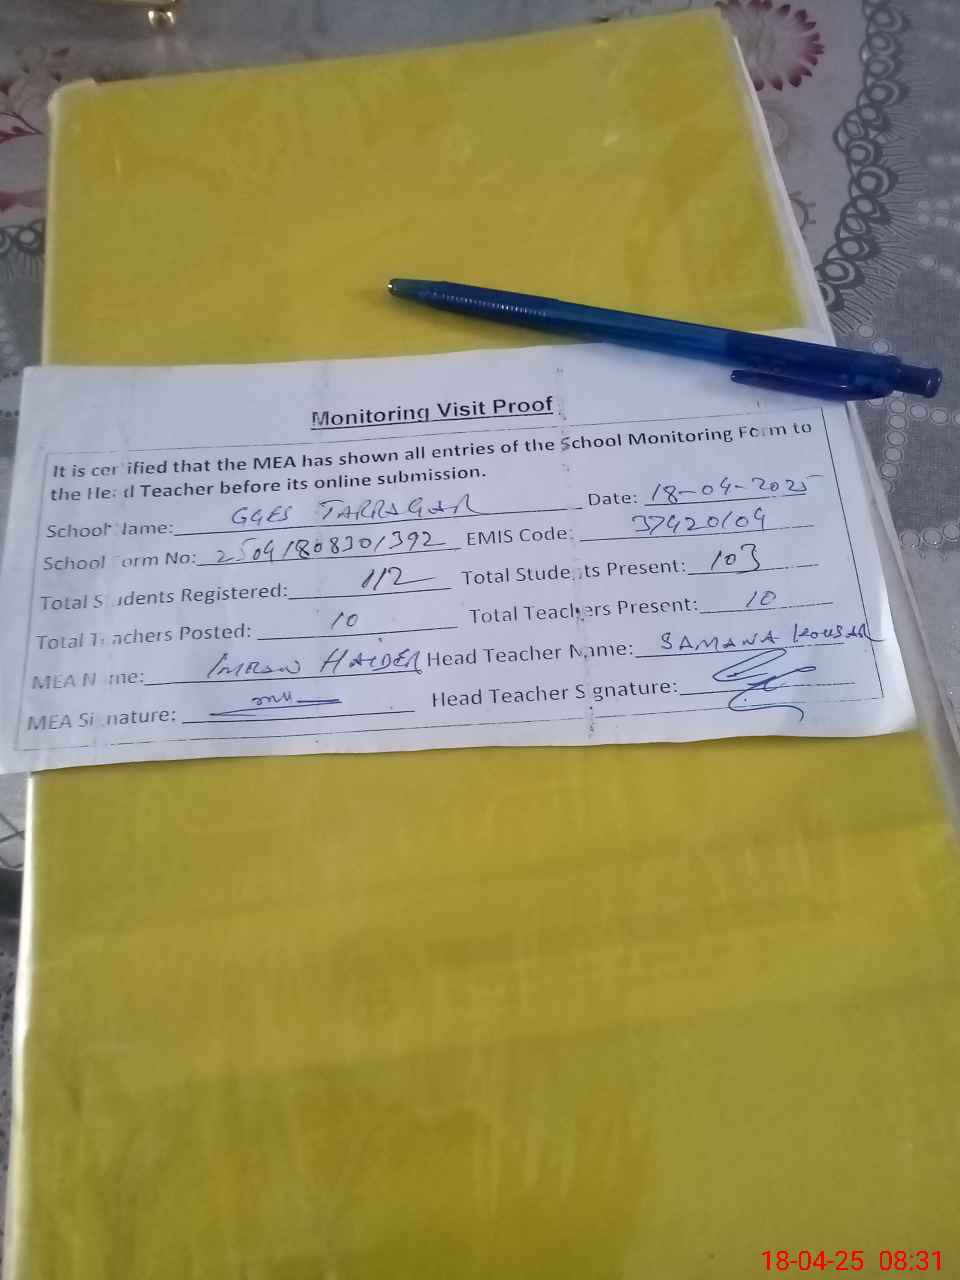 Monitoring Visit Proof
It is certified that the MEA has shown all entries of the School Monitoring Form to
the Head Teacher before its online submission.
School Name: GGES TARRAGAR Date: 18-04-2025
School Form No: 2504180830/392 EMIS Code: 37420109
Total Students Registered: 112 Total Students Present: 103
Total Teachers Posted: 10 Total Teachers Present: 10
MEA Name: IMRAN HAIDER Head Teacher Name: SAMANA KOUSAR
MEA Signature: Head Teacher Signature:
18-04-25 08:31